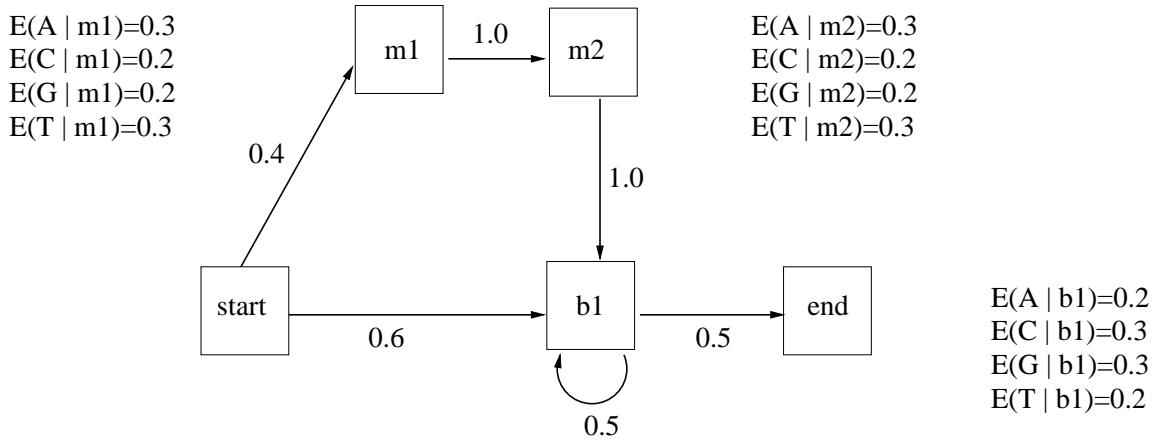 E(A | m1)=0.3
E(C | m1)=0.2
E(G | m1)=0.2
E(T | m1)=0.3
m1
1.0
m2
E(A | m2)=0.3
E(C | m2)=0.2
E(G | m2)=0.2
E(T | m2)=0.3
0.4
1.0
start
0.6
b1
0.5
end
0.5
E(A | b1)=0.2
E(C | b1)=0.3
E(G | b1)=0.3
E(T | b1)=0.2